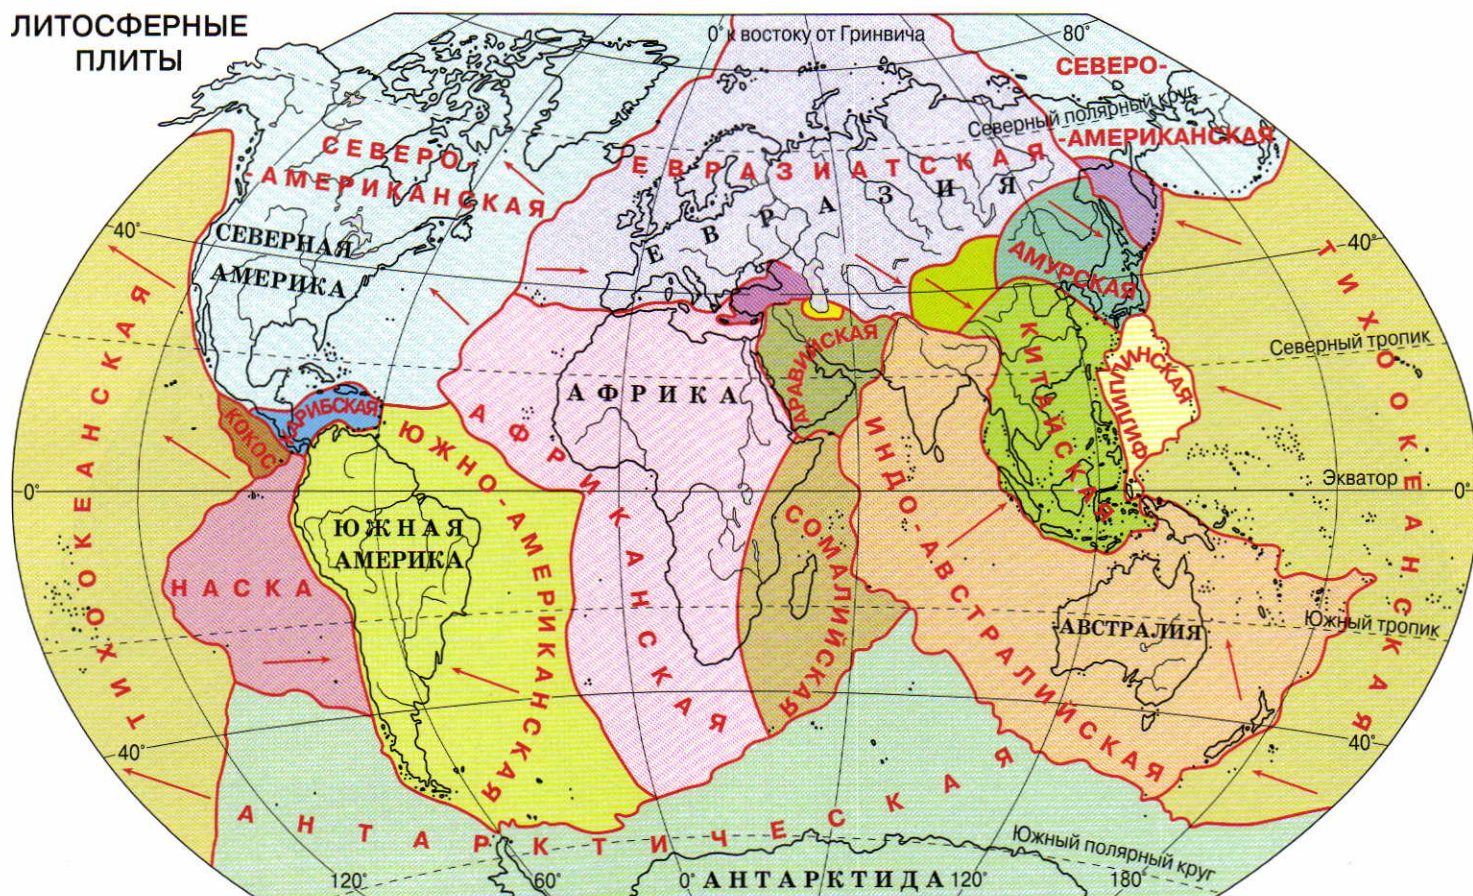 ЛИТОСФЕРНЫЕ
ПЛИТЫ
0° к востоку от Гринвича
80°
СЕВЕРО-
-АМЕРИКАНСКАЯ
Северный полярный круг
СЕВЕРО-
-АМЕРИКАНСКАЯ
ЕВРАЗИАТСКАЯ
ЕВРАЗИЯ
40°
СЕВЕРНАЯ
АМЕРИКА
АМУРСКАЯ
40°
ТИХООКЕАНСКАЯ
ТИХООКЕАНСКАЯ
Северный тропик
АРАВИЙСКАЯ
КИТАЙСКАЯ
ФИЛИППИНСКАЯ
АФРИКА
КАРИБСКАЯ
КОКОС
АФРИКАНСКАЯ
ЮЖНО-АМЕРИКАНСКАЯ
ИНДО-АВСТРАЛИЙСКАЯ
0°
Экватор
0°
ЮЖНАЯ
АМЕРИКА
СОМАЛИЙСКАЯ
НАСКА
АВСТРАЛИЯ
Южный тропик
40°
40°
АНТАРКТИЧЕСКАЯ
Южный полярный круг
120°
60°
0°
АНТАРКТИДА
120°
180°